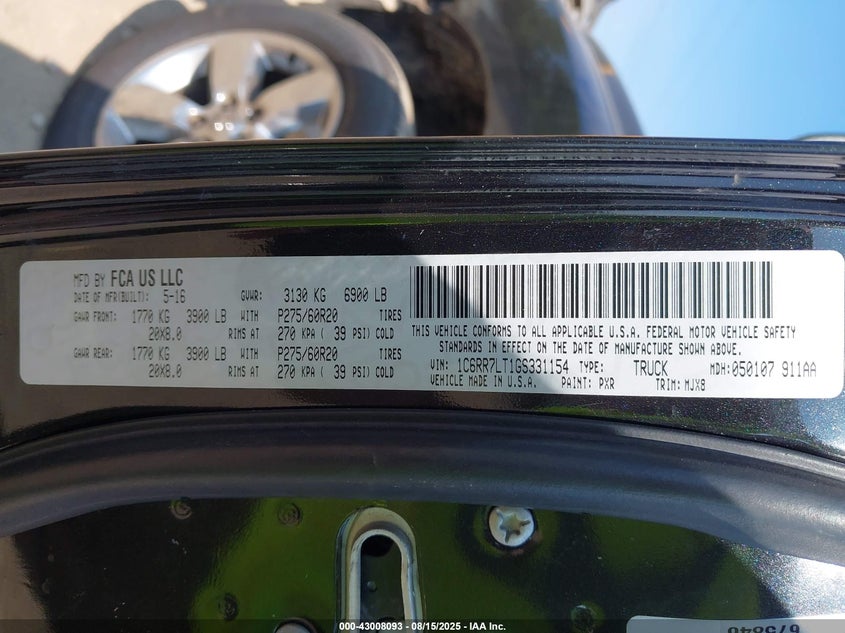 MFD BY FCA US LLC
DATE OF MFR(BUILT): 5-16 GVWR: 3130 KG 6900 LB
GAWR FRONT: 1770 KG 3900 LB WITH P275/60R20 TIRES
20X8.0 RIMS AT 270 KPA ( 39 PSI) COLD
GAWR REAR: 1770 KG 3900 LB WITH P275/60R20 TIRES
20X8.0 RIMS AT 270 KPA ( 39 PSI) COLD
THIS VEHICLE CONFORMS TO ALL APPLICABLE U.S.A. FEDERAL MOTOR VEHICLE SAFETY
STANDARDS IN EFFECT ON THE DATE OF MANUFACTURE SHOWN ABOVE.
VIN: 1C6RR7LT1GS331154 TYPE: TRUCK MDH: 050107 911AA
VEHICLE MADE IN U.S.A. PAINT: PXR TRIM: MJX8
000-43008093 - 08/15/2025 - IAA Inc.